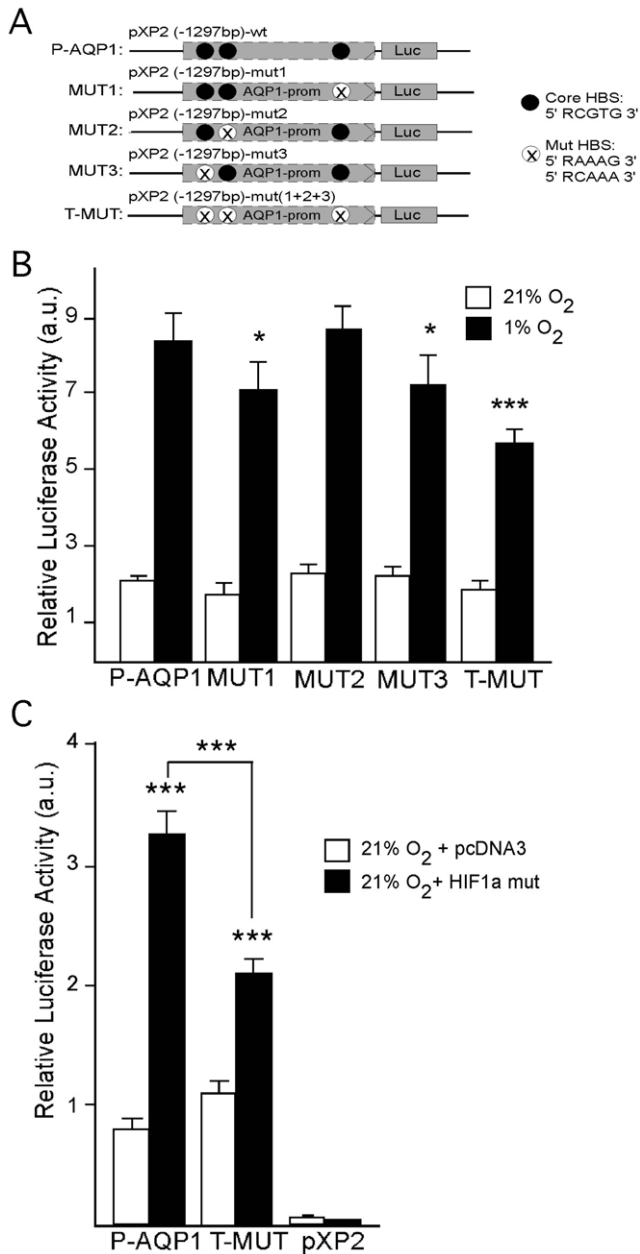 A
pXP2 (-1297bp)-wt
P-AQP1: Luc
pXP2 (-1297bp)-mut1
MUT1: AQP1-prom X Luc
pXP2 (-1297bp)-mut2
MUT2: X AQP1-prom Luc
pXP2 (-1297bp)-mut3
MUT3: X AQP1-prom Luc
pXP2 (-1297bp)-mut(1+2+3)
T-MUT: X X AQP1-prom X Luc
Core HBS:
5' RCGTG 3'
X Mut HBS:
5' RAAAG 3'
5' RCAAA 3'
B
Relative Luciferase Activity (a.u.)
9
7
5
3
1
21% O2
1% O2
*
*
***
P-AQP1 MUT1 MUT2 MUT3 T-MUT
C
Relative Luciferase Activity (a.u.)
4
3
2
1
***
***
***
21% O2 + pcDNA3
21% O2+ HIF1a mut
P-AQP1 T-MUT pXP2